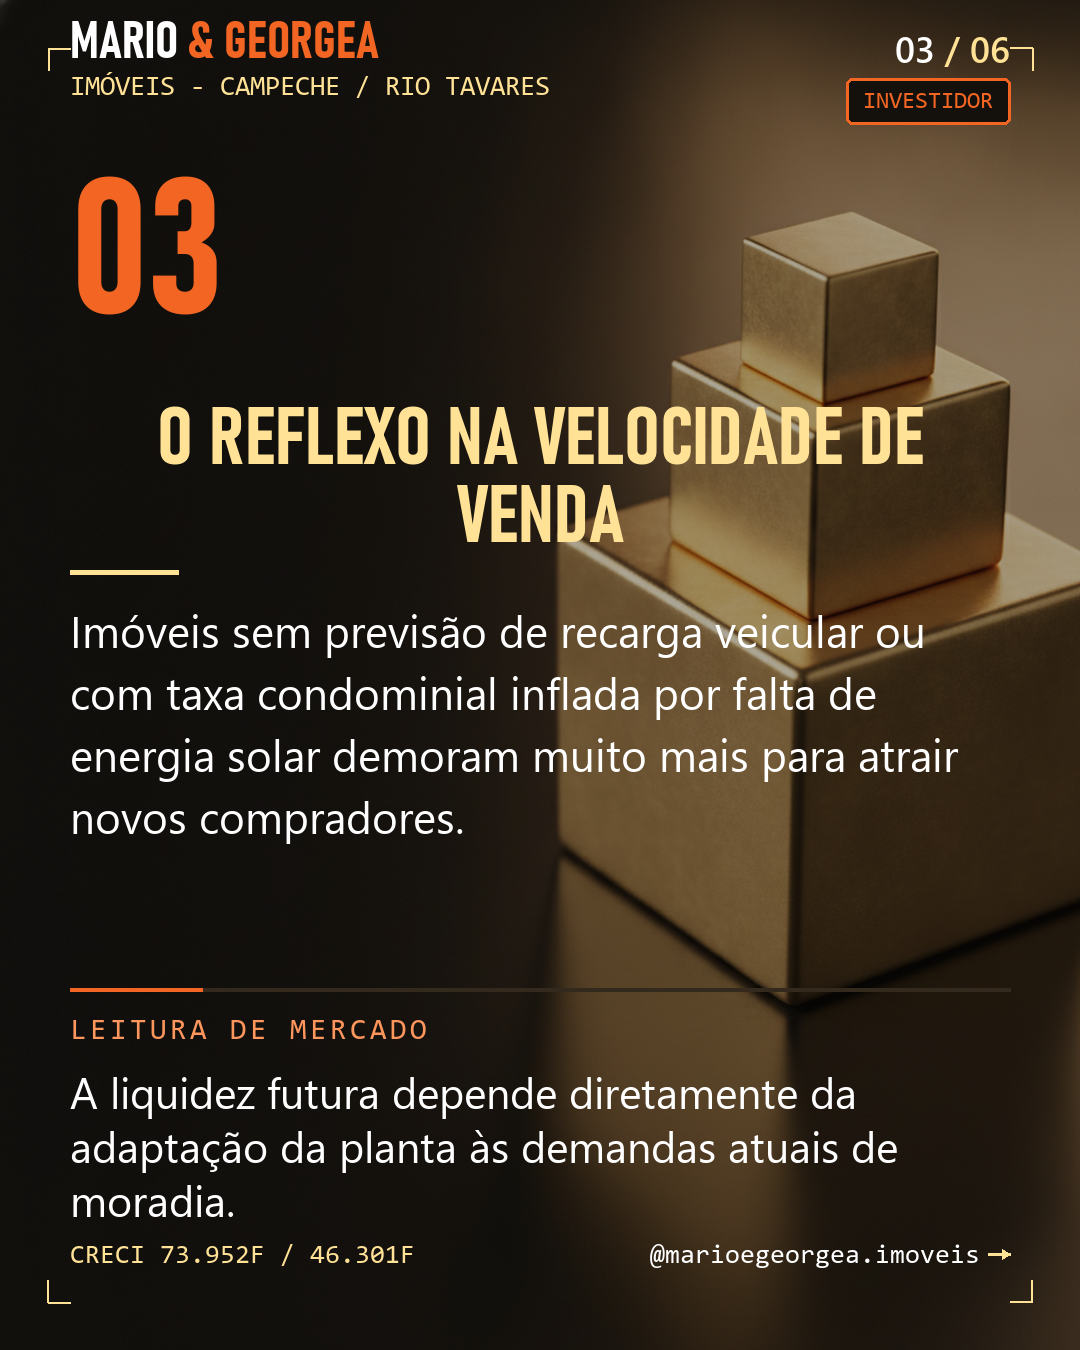 MARIO & GEORGEA
IMÓVEIS - CAMPECHE / RIO TAVARES
03 / 06
INVESTIDOR
03
O REFLEXO NA VELOCIDADE DE
VENDA
Imóveis sem previsão de recarga veicular ou
com taxa condominial inflada por falta de
energia solar demoram muito mais para atrair
novos compradores.
LEITURA DE MERCADO
A liquidez futura depende diretamente da
adaptação da planta às demandas atuais de
moradia.
CRECI 73.952F / 46.301F
@marioegeorgea.imoveis